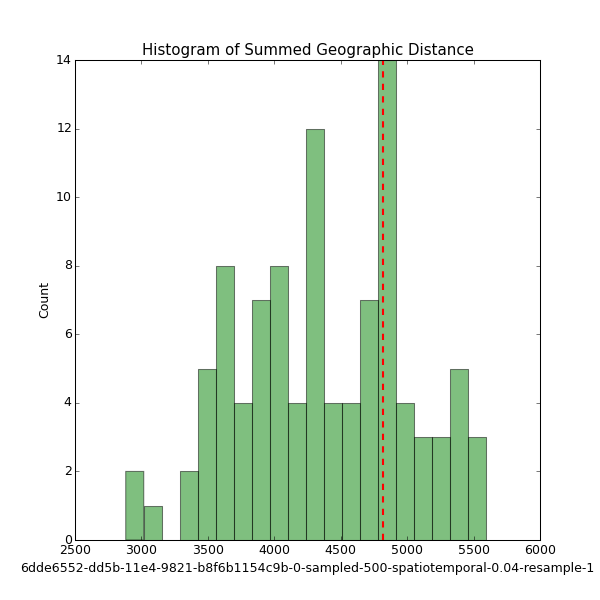 Histogram of Summed Geographic Distance
14
12
10
8
6
4
2
0
Count
2500 3000 3500 4000 4500 5000 5500 6000
6dde6552-dd5b-11e4-9821-b8f6b1154c9b-0-sampled-500-spatiotemporal-0.04-resample-1